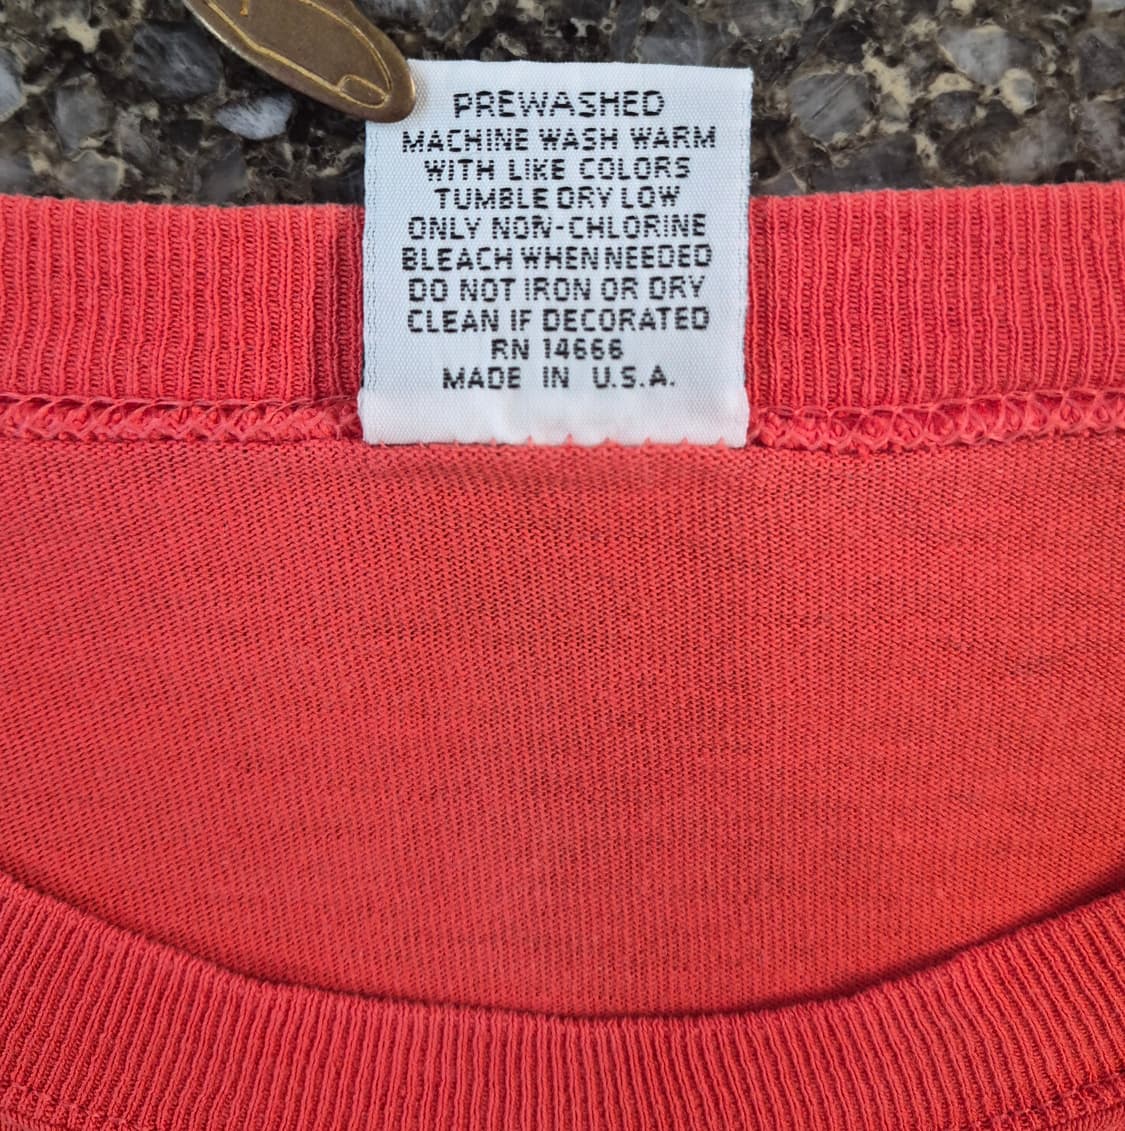 PREWASHED
MACHINE WASH WARM
WITH LIKE COLORS
TUMBLE DRY LOW
ONLY NON-CHLORINE
BLEACH WHEN NEEDED
DO NOT IRON OR DRY
CLEAN IF DECORATED
RN 14666
MADE IN U.S.A.